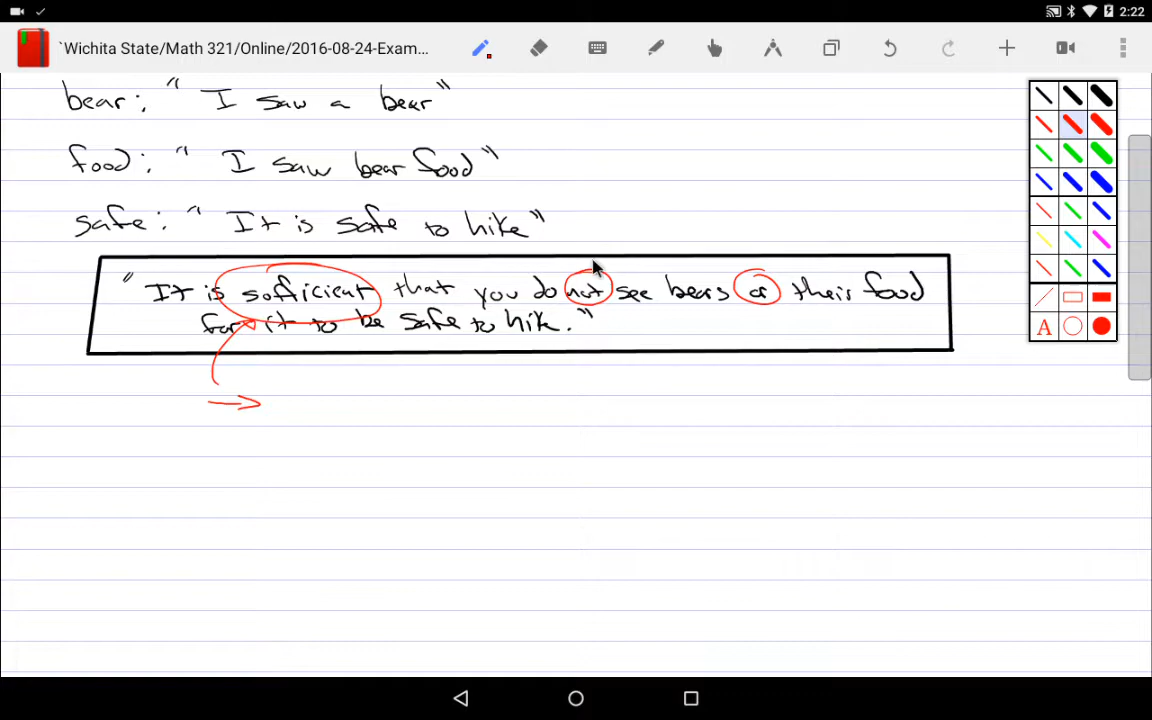 2:22
`Wichita State/Math 321/Online/2016-08-24-Exam...
bear: " I saw a bear"
food: " I saw bear food"
safe: " It is safe to hike"
" It is sofficient that you do not see bears or their food
for it to be safe to hike."
A